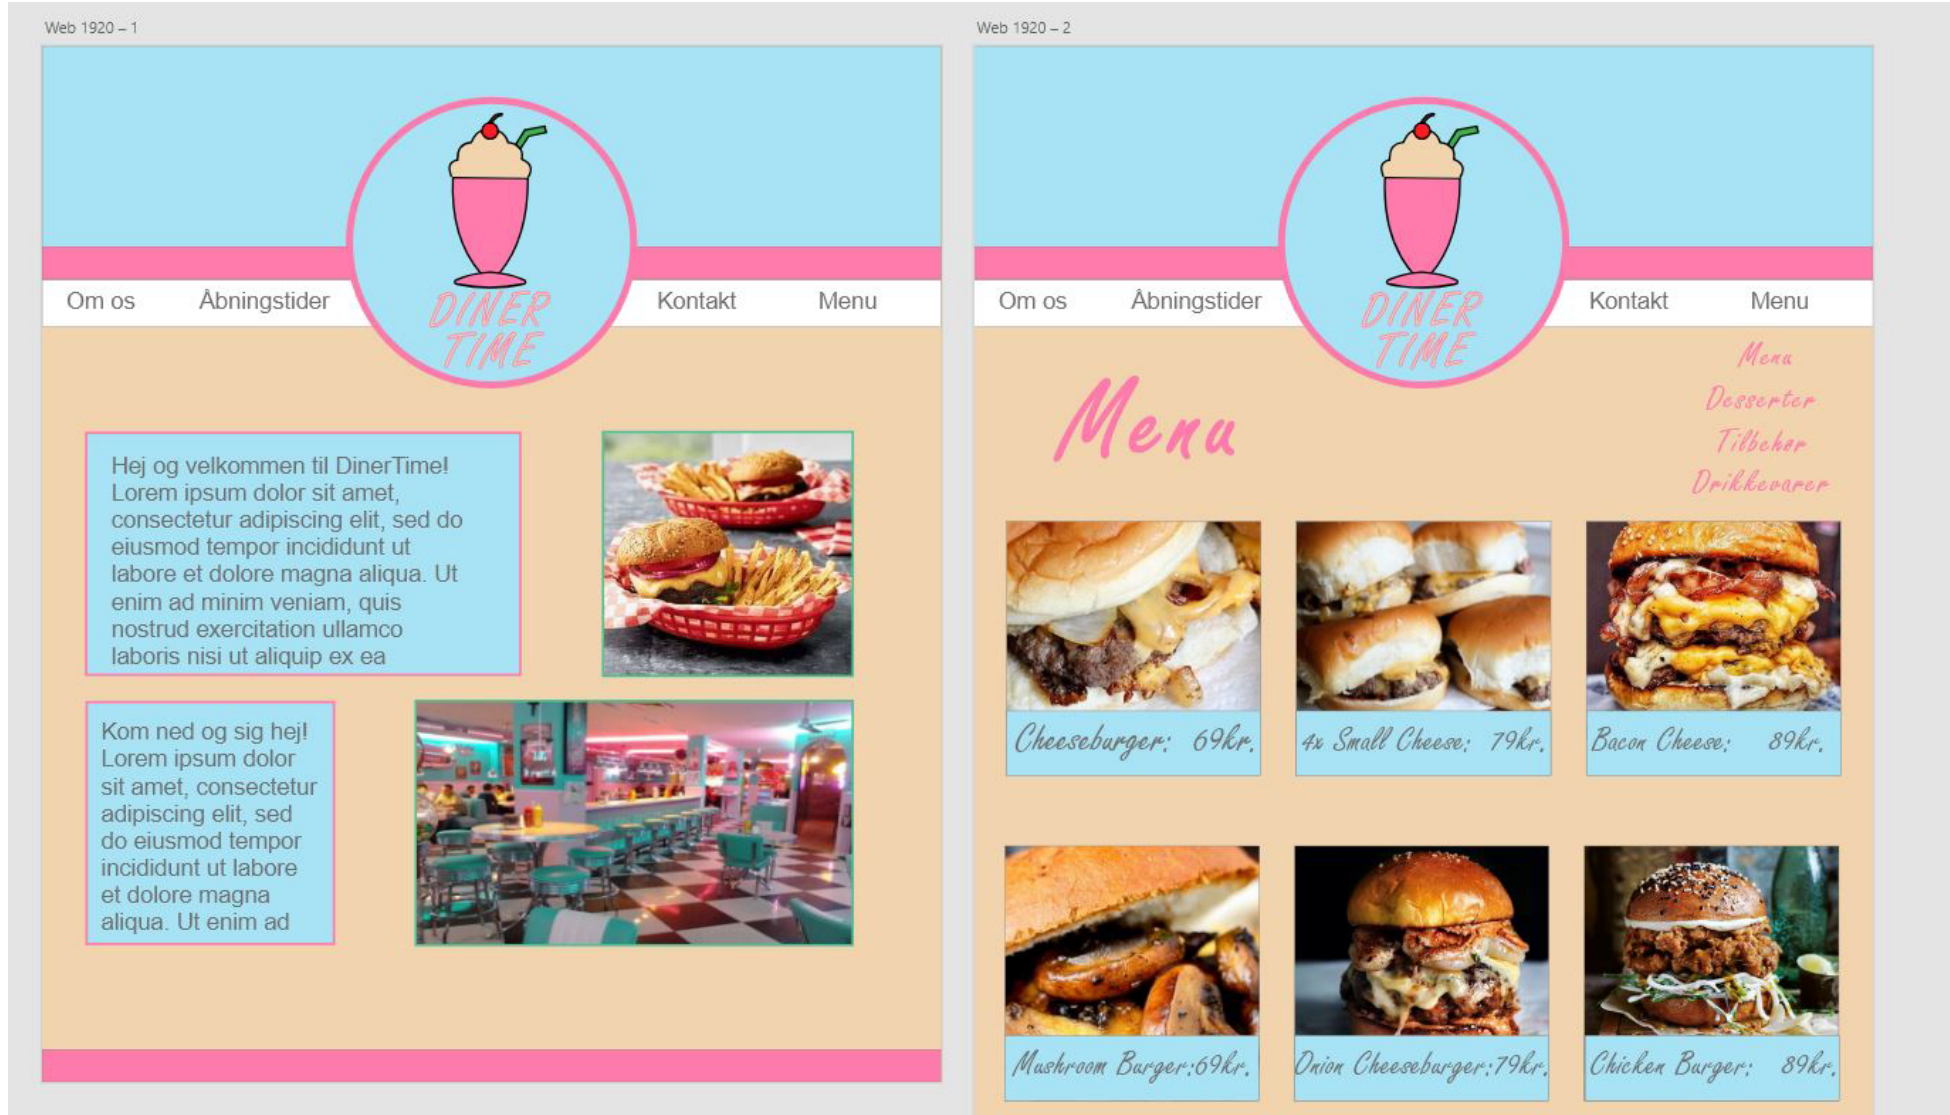 Web 1920 – 1
Om os
Åbningstider
DINER
TIME
Kontakt
Menu
Hej og velkommen til DinerTime!
Lorem ipsum dolor sit amet,
consectetur adipiscing elit, sed do
eiusmod tempor incididunt ut
labore et dolore magna aliqua. Ut
enim ad minim veniam, quis
nostrud exercitation ullamco
laboris nisi ut aliquip ex ea
Kom ned og sig hej!
Lorem ipsum dolor
sit amet, consectetur
adipiscing elit, sed
do eiusmod tempor
incididunt ut labore
et dolore magna
aliqua. Ut enim ad
Web 1920 – 2
Om os
Åbningstider
DINER
TIME
Kontakt
Menu
Menu
Menu
Desserter
Tilbehør
Drikkevarer
Cheeseburger: 69kr.
4x Small Cheese: 79kr.
Bacon Cheese: 89kr.
Mushroom Burger:69kr.
Onion Cheeseburger:79kr.
Chicken Burger: 89kr.